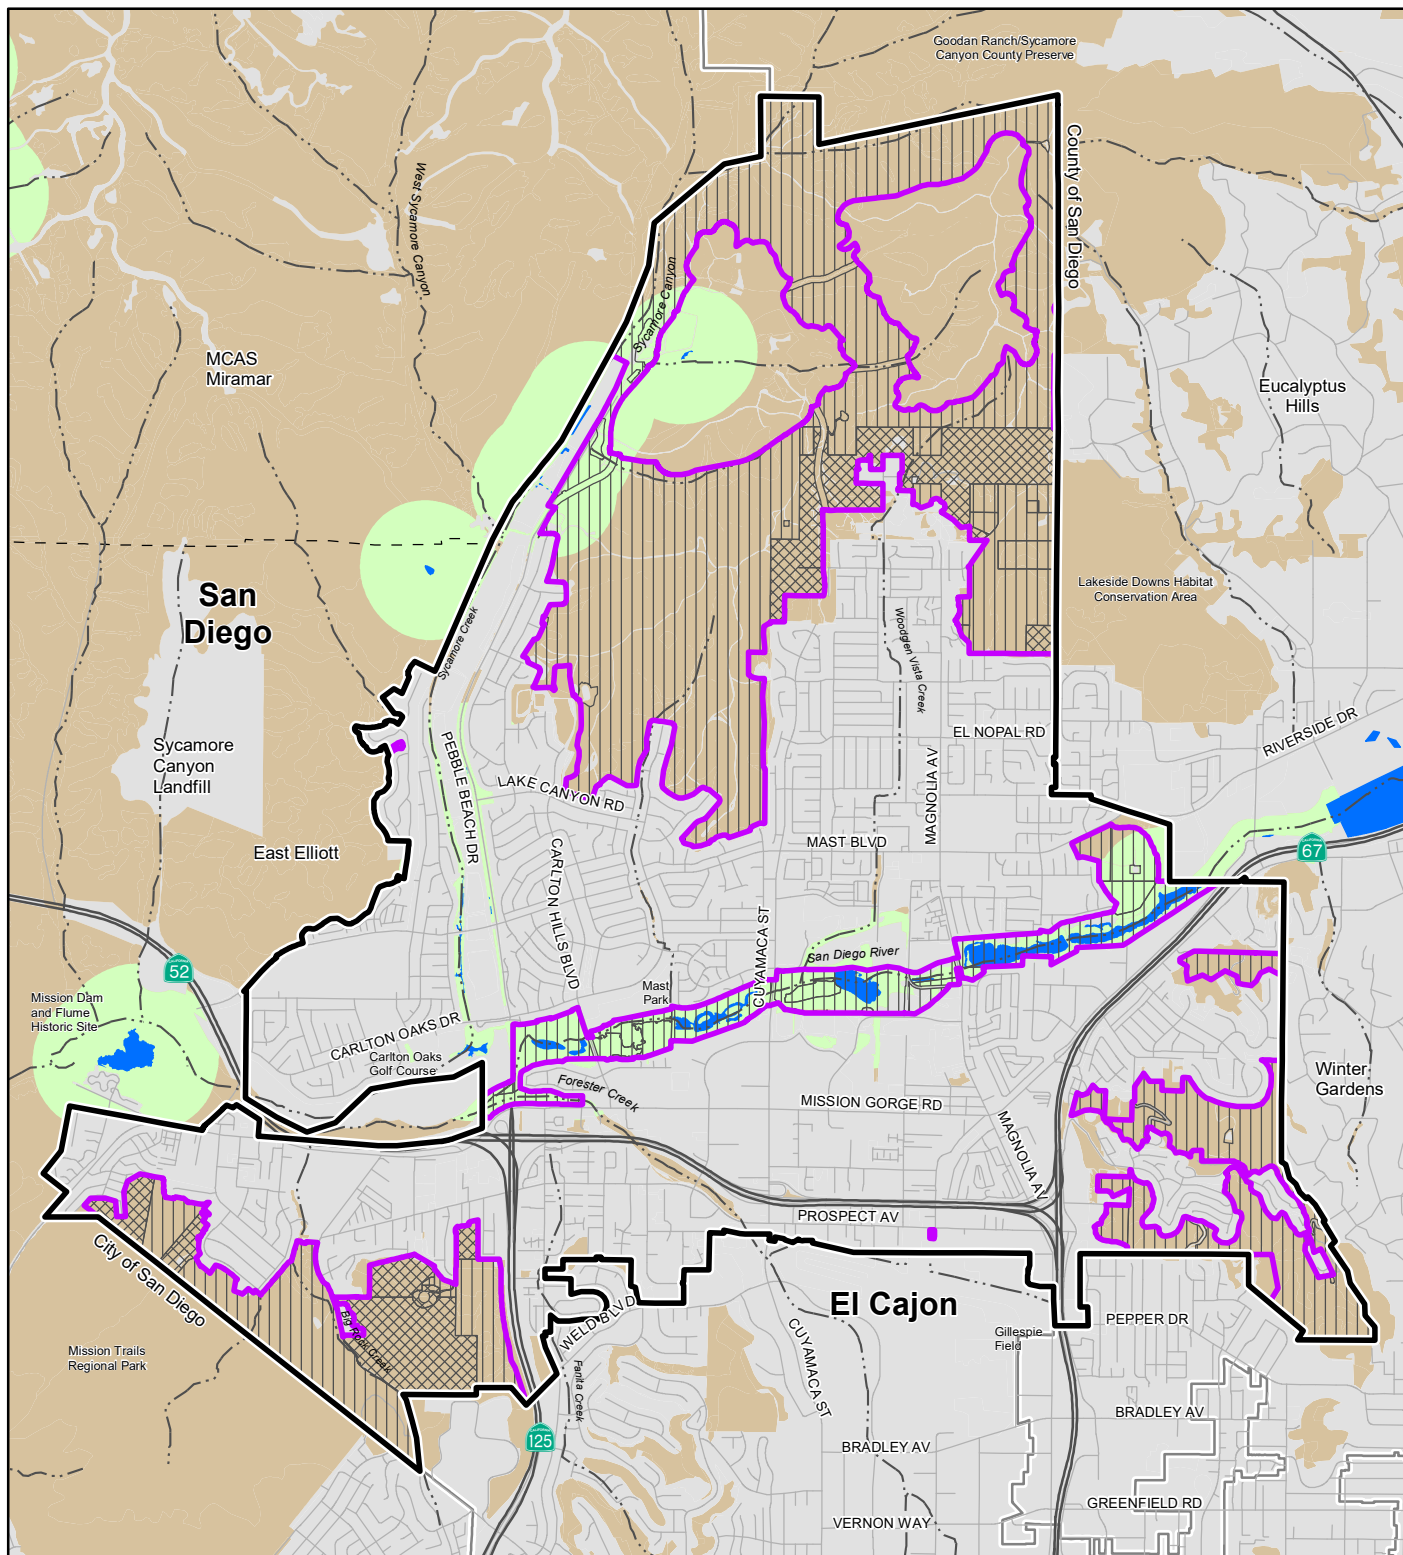 Goodan Ranch/Sycamore
Canyon County Preserve
County of San Diego
West Sycamore Canyon
Sycamore Canyon
MCAS
Miramar
Eucalyptus
Hills
San
Diego
Lakeside Downs Habitat
Conservation Area
Sycamore Creek
Woodglen Vista Creek
Sycamore
Canyon
Landfill
EL NOPAL RD
RIVERSIDE DR
PEBBLE BEACH DR
LAKE CANYON RD
MAGNOLIA AV
MAST BLVD
CALIFORNIA
67
East Elliott
CARLTON HILLS BLVD
CUYAMACA ST
San Diego River
CALIFORNIA
52
Mast
Park
Mission Dam
and Flume
Historic Site
CARLTON OAKS DR
Carlton Oaks
Golf Course
Forester Creek
Winter
Gardens
MISSION GORGE RD
MAGNOLIA AV
PROSPECT AV
City of San Diego
El Cajon
Big Rock Creek
WELD BLVD
CUYAMACA ST
Gillespie
Field
PEPPER DR
Mission Trails
Regional Park
Fanita Creek
CALIFORNIA
125
BRADLEY AV
BRADLEY AV
GREENFIELD RD
VERNON WAY